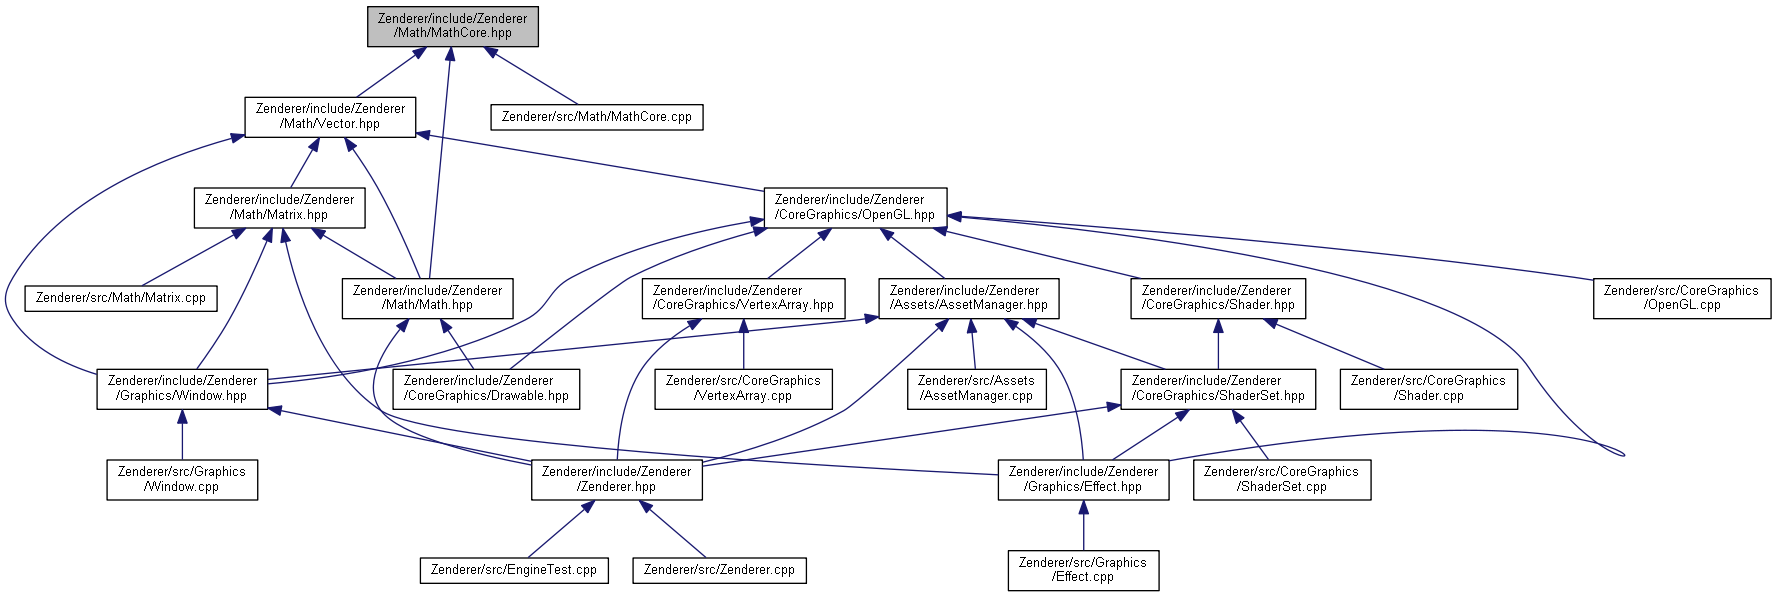 Zenderer/include/Zenderer
/Math/MathCore.hpp
Zenderer/include/Zenderer
/Math/Vector.hpp
Zenderer/src/Math/MathCore.cpp
Zenderer/include/Zenderer
/Math/Matrix.hpp
Zenderer/include/Zenderer
/CoreGraphics/OpenGL.hpp
Zenderer/src/Math/Matrix.cpp
Zenderer/include/Zenderer
/Math/Math.hpp
Zenderer/include/Zenderer
/CoreGraphics/VertexArray.hpp
Zenderer/include/Zenderer
/Assets/AssetManager.hpp
Zenderer/include/Zenderer
/CoreGraphics/Shader.hpp
Zenderer/src/CoreGraphics
/OpenGL.cpp
Zenderer/include/Zenderer
/Graphics/Window.hpp
Zenderer/include/Zenderer
/CoreGraphics/Drawable.hpp
Zenderer/src/CoreGraphics
/VertexArray.cpp
Zenderer/src/Assets
/AssetManager.cpp
Zenderer/include/Zenderer
/CoreGraphics/ShaderSet.hpp
Zenderer/src/CoreGraphics
/Shader.cpp
Zenderer/src/Graphics
/Window.cpp
Zenderer/include/Zenderer
/Zenderer.hpp
Zenderer/include/Zenderer
/Graphics/Effect.hpp
Zenderer/src/CoreGraphics
/ShaderSet.cpp
Zenderer/src/EngineTest.cpp
Zenderer/src/Zenderer.cpp
Zenderer/src/Graphics
/Effect.cpp